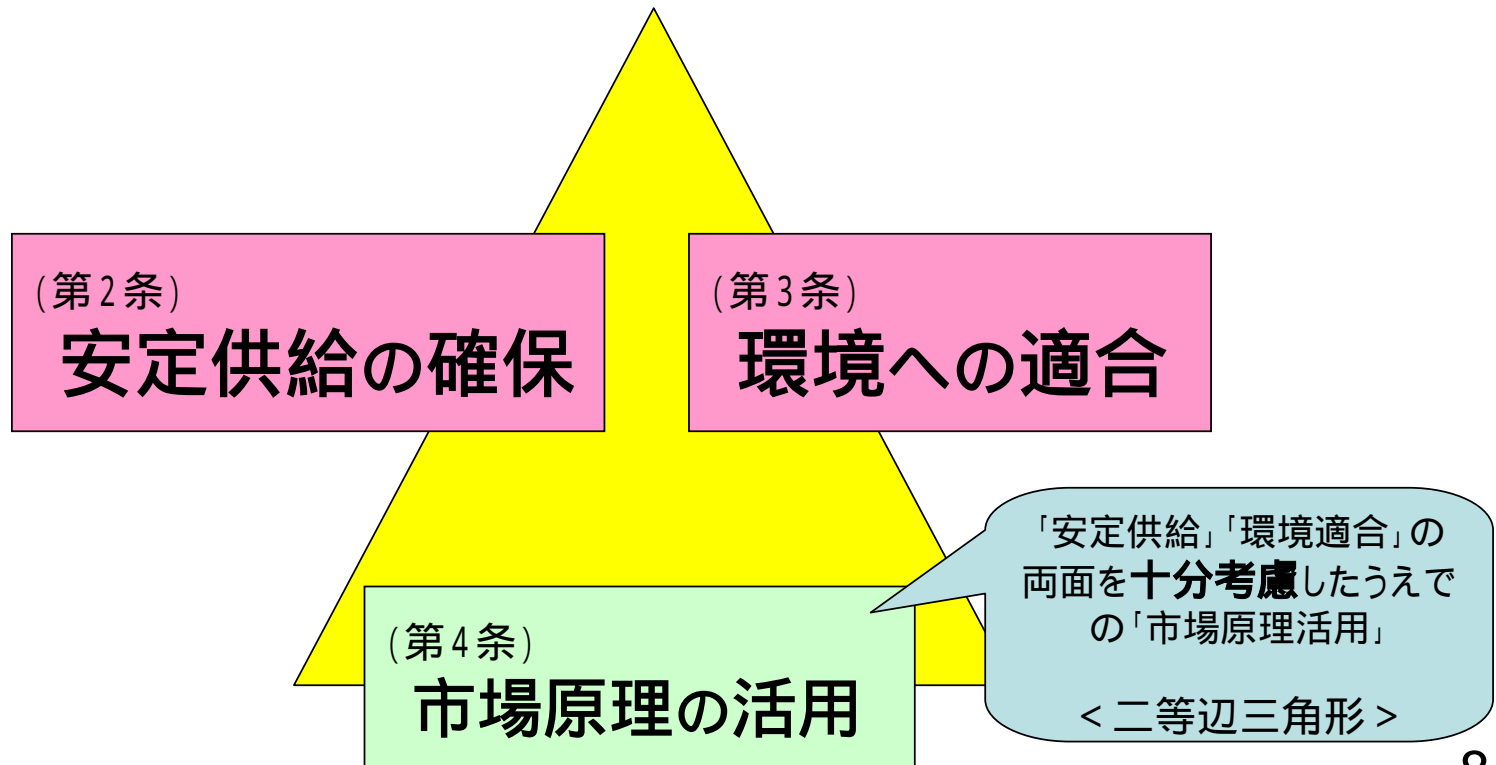 (第2条)
安定供給の確保
(第3条)
環境への適合
(第4条)
市場原理の活用
｢安定供給｣｢環境適合｣の
両面を十分考慮したうえで
の｢市場原理活用｣
<二等辺三角形>